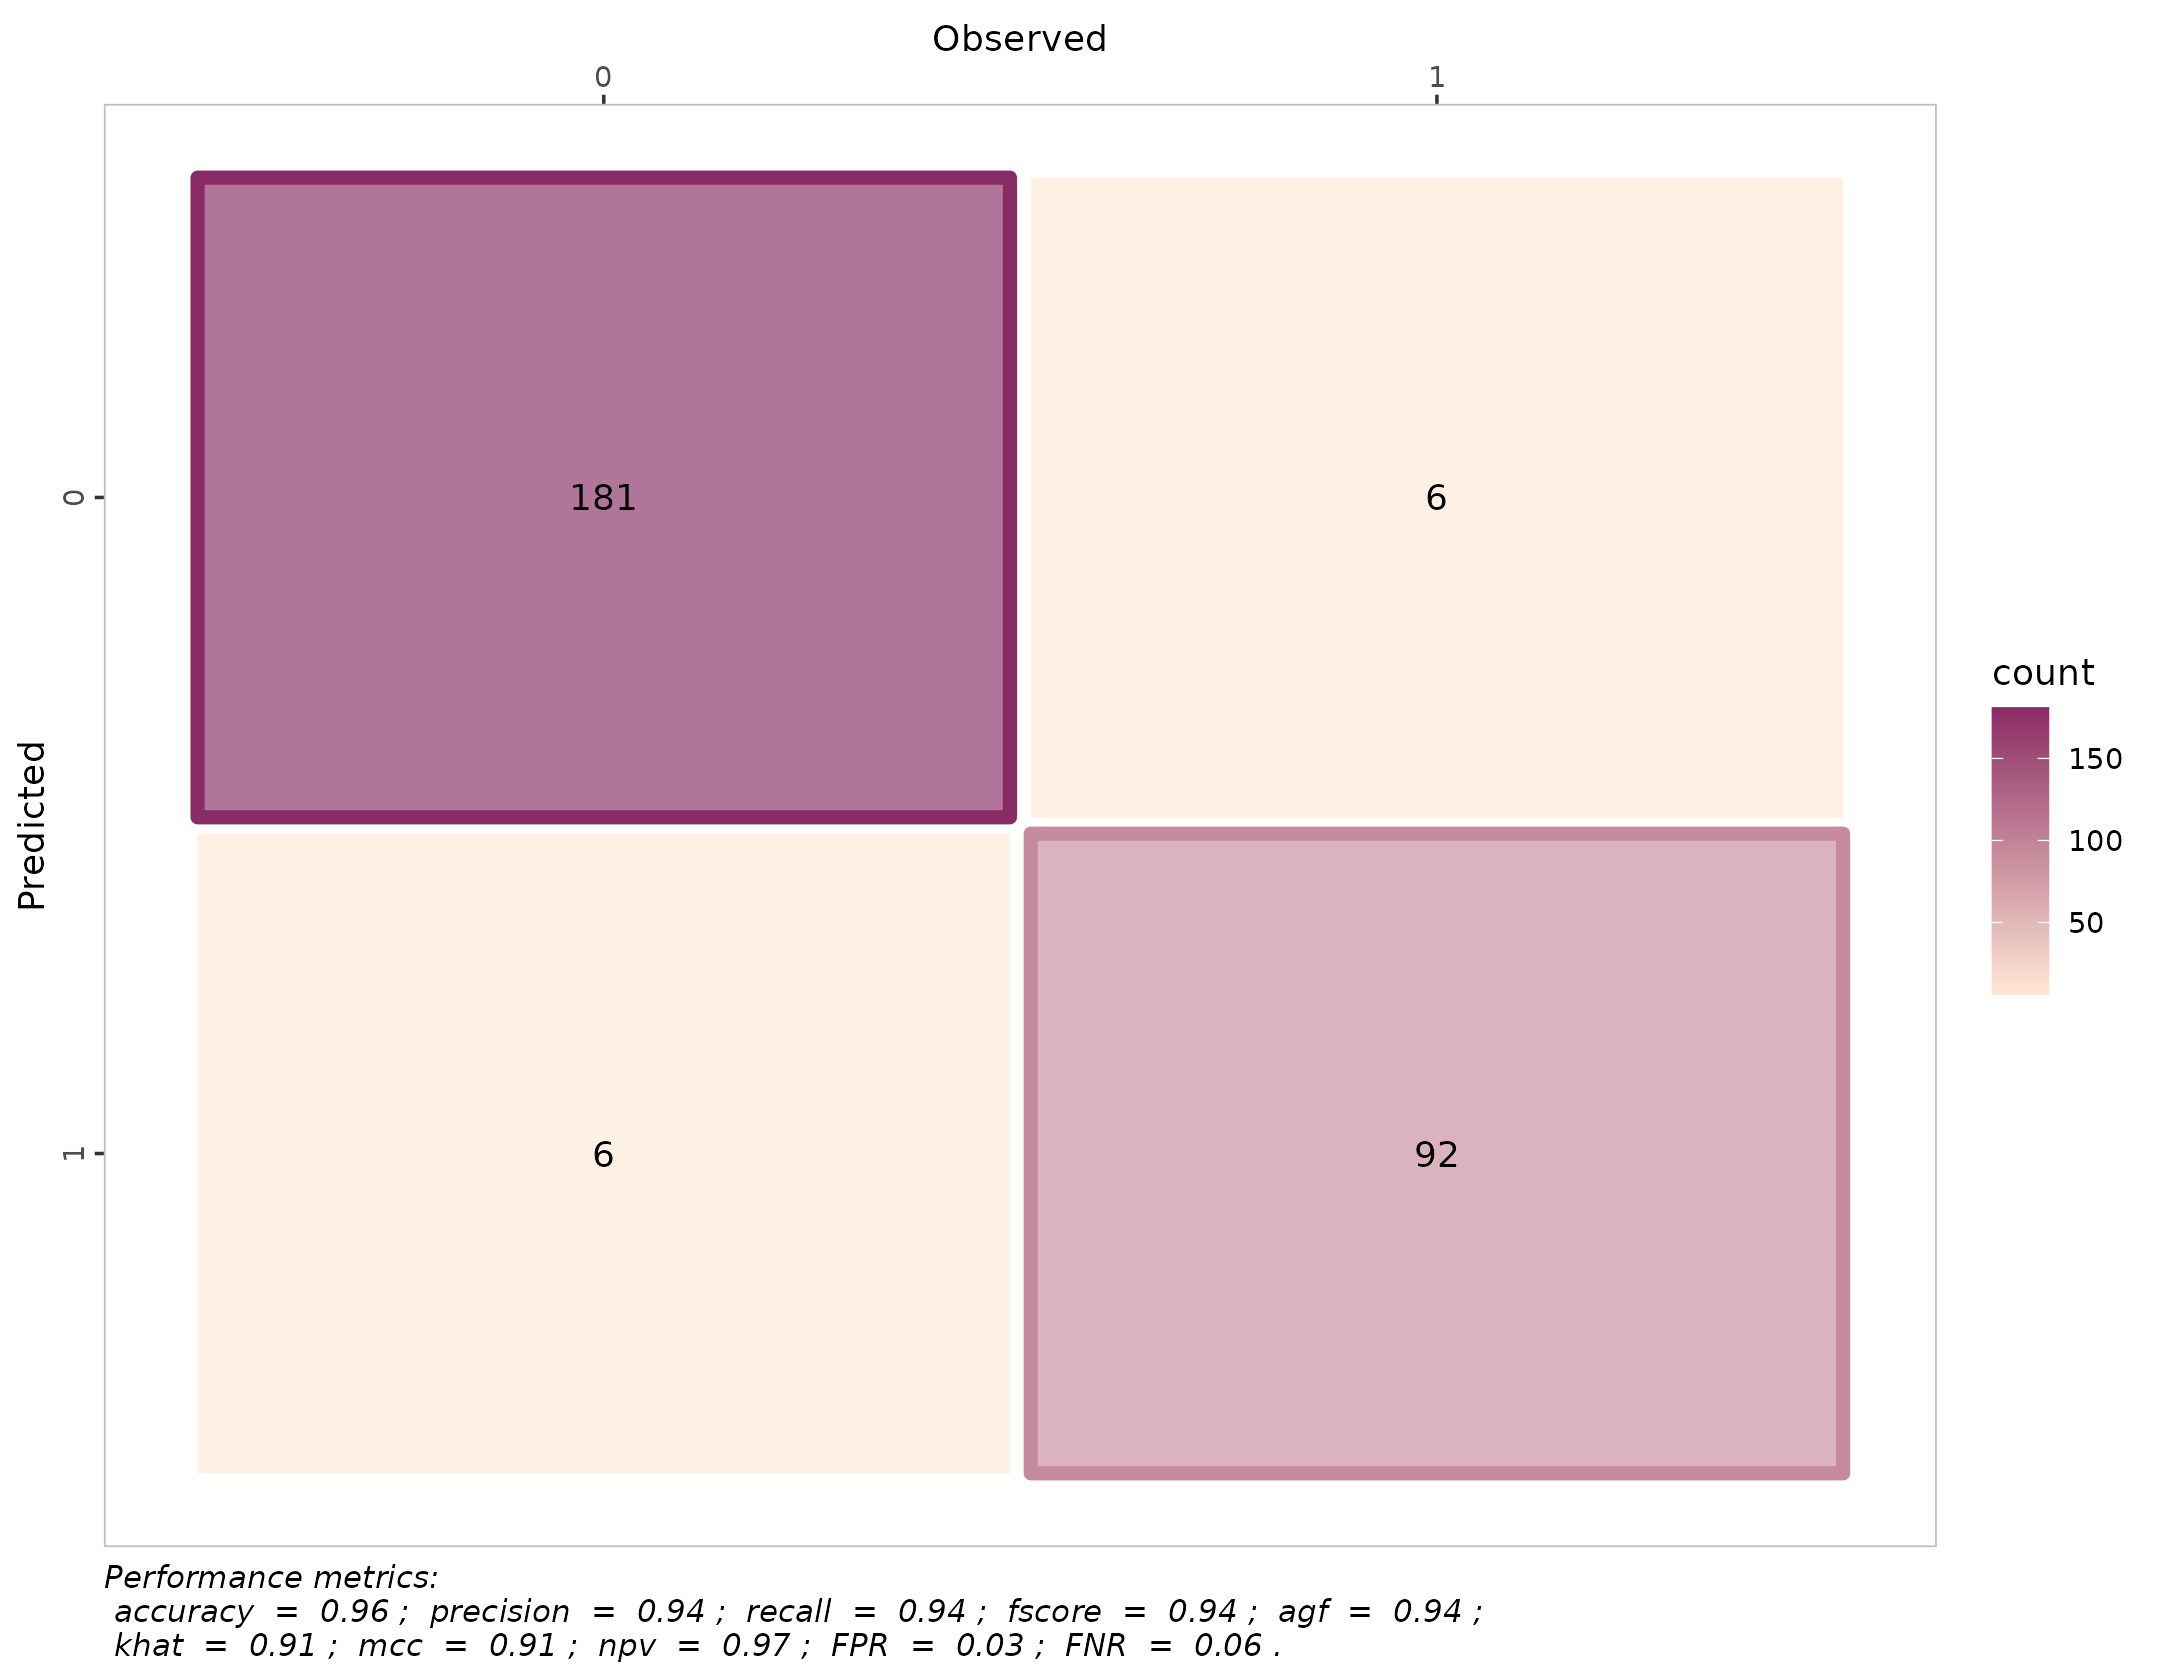 Observed
0 1
0
181 6
Predicted
1
6 92
count
150
100
50
Performance metrics:
accuracy = 0.96 ; precision = 0.94 ; recall = 0.94 ; fscore = 0.94 ; agf = 0.94 ;
khat = 0.91 ; mcc = 0.91 ; npv = 0.97 ; FPR = 0.03 ; FNR = 0.06 .